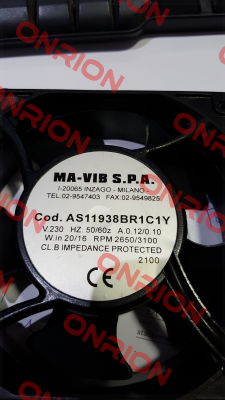 ONRION
MA-VIB S.P.A.
I-20065 INZAGO - MILANO -
TEL.02-9547403 FAX:02-9549825
Cod. AS11938BR1C1Y
V.230 HZ. 50/60z A.0.12/0.10
W.in 20/16 RPM 2650/3100
CL.B IMPEDANCE PROTECTED
2100
CE